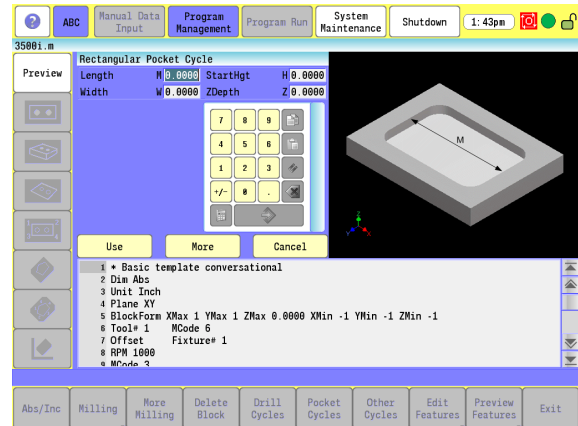 ?
ABC
Manual Data Input
Program Management
Program Run
System Maintenance
Shutdown
1:43pm
3500i.m
Preview
Rectangular Pocket Cycle
Length M 0.0000 StartHgt H 0.0000
Width W 0.0000 ZDepth Z 0.0000
7 8 9
4 5 6
1 2 3
+/- 0 .
M
Z
Y X
Use More Cancel
1 * Basic template conversational
2 Dim Abs
3 Unit Inch
4 Plane XY
5 BlockForm XMax 1 YMax 1 ZMax 0.0000 XMin -1 YMin -1 ZMin -1
6 Tool# 1 MCode 6
7 Offset Fixture# 1
8 RPM 1000
9 MCode 3
Abs/Inc
Milling
More Milling
Delete Block
Drill Cycles
Pocket Cycles
Other Cycles
Edit Features
Preview Features
Exit